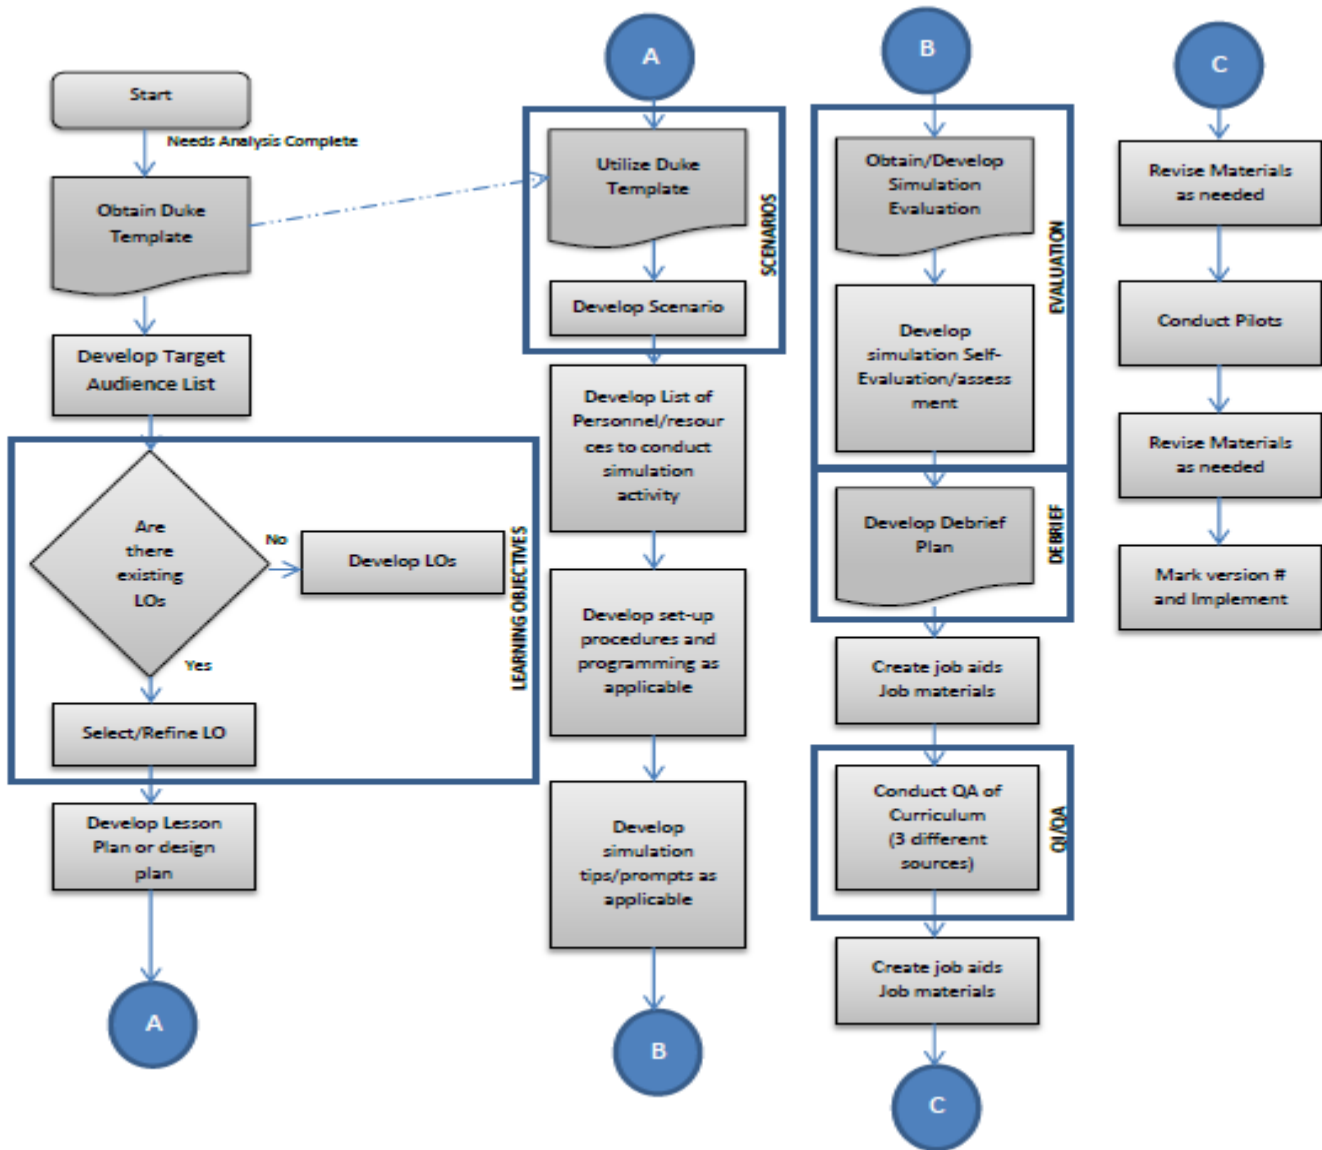 Start
Needs Analysis Complete
Obtain Duke
Template
Develop Target
Audience List
Are
there
existing
LOs
No
Develop LOs
Yes
Select/Refine LO
LEARNING OBJECTIVES
Develop Lesson
Plan or design
plan
A
A
Utilize Duke
Template
Develop Scenario
SCENARIOS
Develop List of
Personnel/resour
ces to conduct
simulation
activity
Develop set-up
procedures and
programming as
applicable
Develop
simulation
tips/prompts as
applicable
B
B
Obtain/Develop
Simulation
Evaluation
Develop
simulation Self-
Evaluation/assess
ment
EVALUATION
Develop Debrief
Plan
DEBRIEF
Create job aids
Job materials
Conduct QA of
Curriculum
(3 different
sources)
QI/QA
Create job aids
Job materials
C
C
Revise Materials
as needed
Conduct Pilots
Revise Materials
as needed
Mark version #
and Implement